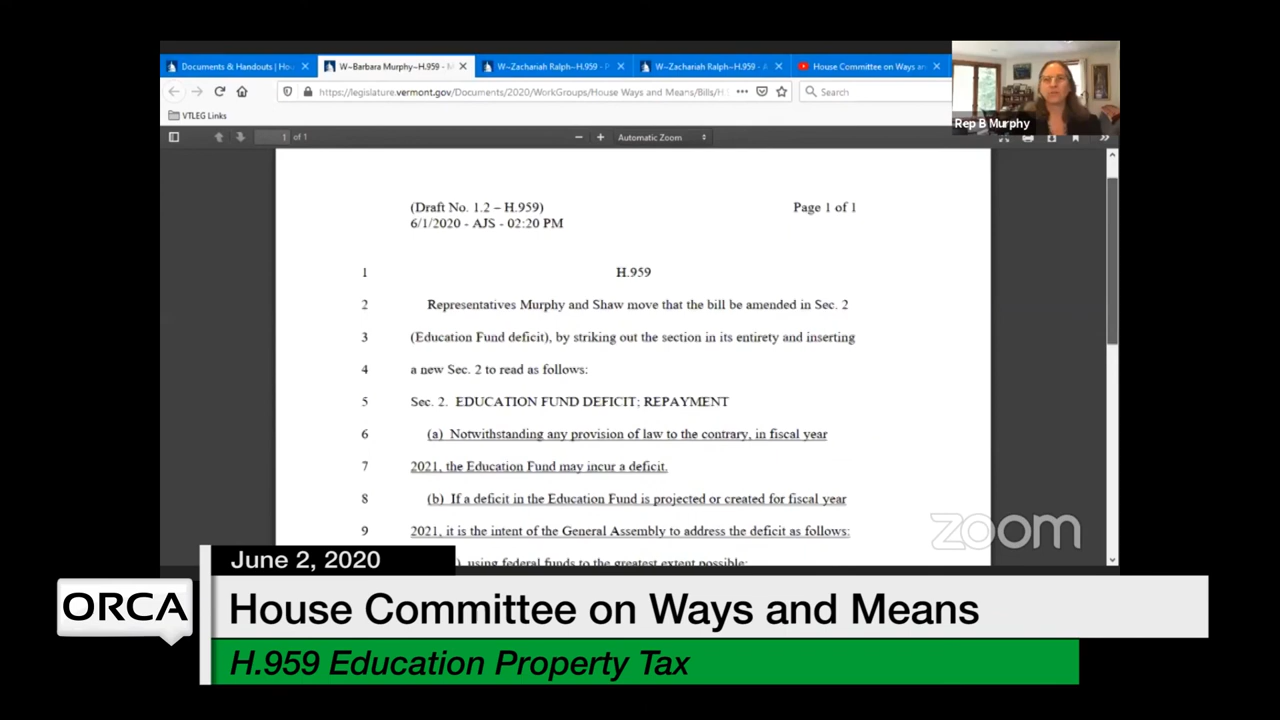 Documents & Handouts | Ho
W~Barbara Murphy~H.959 - M
W~Zachariah Ralph~H.959 - P
W~Zachariah Ralph~H.959 - A
House Committee on Ways an
https://legislature.vermont.gov/Documents/2020/WorkGroups/House Ways and Means/Bills/H
Search
VTLEG Links
1 of 1
Automatic Zoom
Rep B Murphy
(Draft No. 1.2 – H.959)
Page 1 of 1
6/1/2020 - AJS - 02:20 PM
1 H.959
2 Representatives Murphy and Shaw move that the bill be amended in Sec. 2
3 (Education Fund deficit), by striking out the section in its entirety and inserting
4 a new Sec. 2 to read as follows:
5 Sec. 2. EDUCATION FUND DEFICIT; REPAYMENT
6 (a) Notwithstanding any provision of law to the contrary, in fiscal year
7 2021, the Education Fund may incur a deficit.
8 (b) If a deficit in the Education Fund is projected or created for fiscal year
9 2021, it is the intent of the General Assembly to address the deficit as follows:
using federal funds to the greatest extent possible;
zoom
June 2, 2020
ORCA
House Committee on Ways and Means
H.959 Education Property Tax